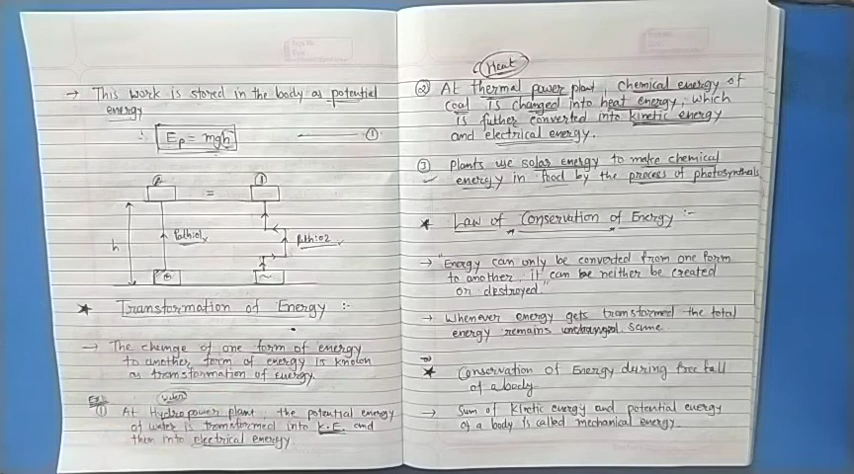 → This work is stored in the body as potential
energy
∴ Ep = mgh ——— ①
=
h
Path:01
Path:02
* Transformation of Energy :-
→ The change of one form of energy
to another form of energy is known
as transformation of energy
Ex:-
Water
① At Hydropower plant, the potential energy
of water is transformed into K.E. and
then into electrical energy
Heat
② At thermal power plant, chemical energy of
coal is changed into heat energy, which
is futher converted into kinetic energy
and electrical energy.
③ Plants use solar energy to make chemical
energy in food by the process of photosynthesis
* Law of Conservation of Energy :-
→ "Energy can only be converted from one form
to another, it can be neither be created
or destroyed."
→ Whenever energy gets transformed the total
energy remains unchanged same
* Conservation of Energy during free fall
of a body
→ Sum of kinetic energy and potential energy
of a body is called mechanical energy